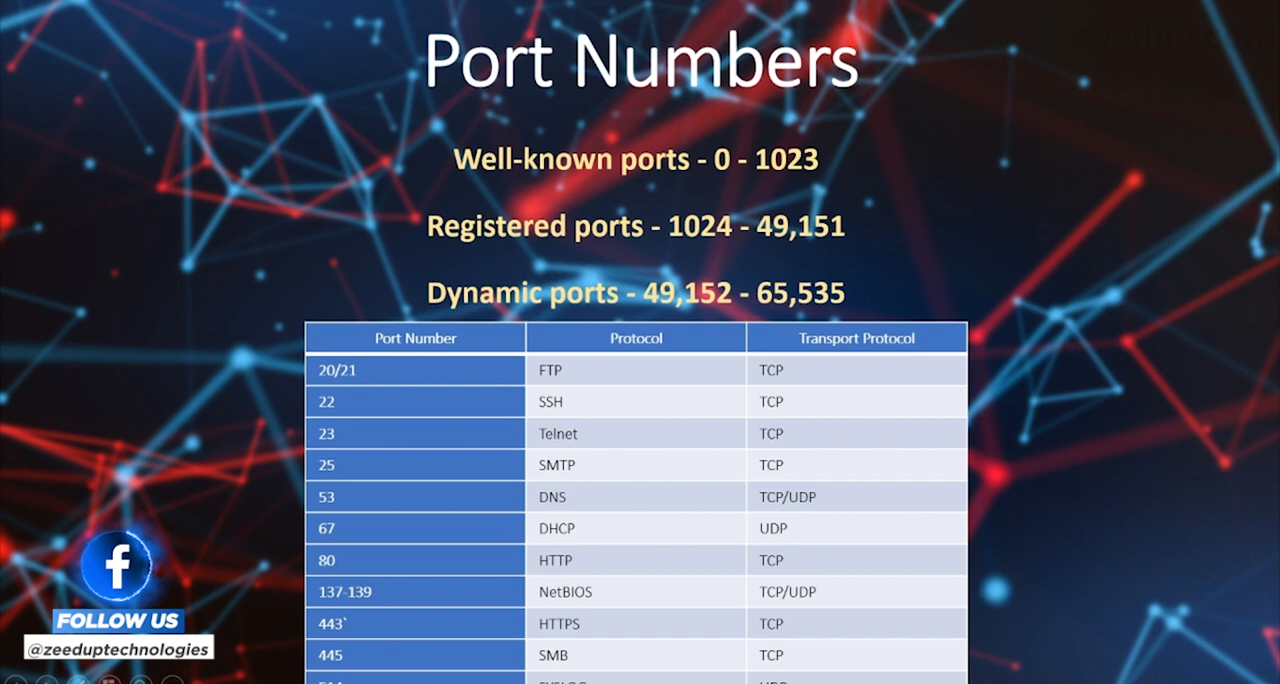 Port Numbers
Well-known ports - 0 - 1023
Registered ports - 1024 - 49,151
Dynamic ports - 49,152 - 65,535
Port Number Protocol Transport Protocol
20/21 FTP TCP
22 SSH TCP
23 Telnet TCP
25 SMTP TCP
53 DNS TCP/UDP
67 DHCP UDP
80 HTTP TCP
137-139 NetBIOS TCP/UDP
443` HTTPS TCP
445 SMB TCP
f
FOLLOW US
@zeeduptechnologies